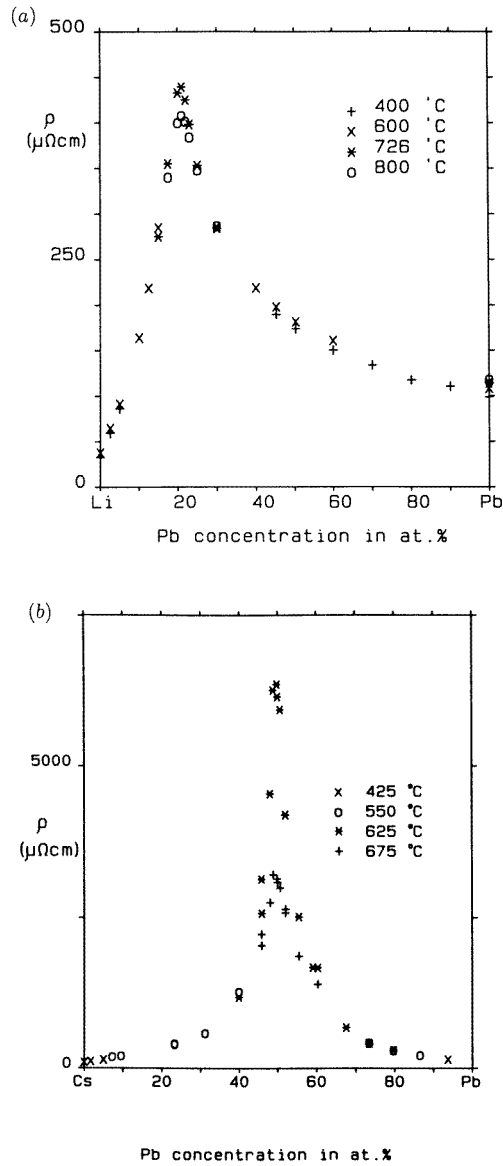 (a)
500
ρ
(μΩcm)
+ 400 °C
× 600 °C
* 726 °C
o 800 °C
250
0
Li 20 40 60 80 Pb
Pb concentration in at.%
(b)
5000
ρ
(μΩcm)
× 425 °C
o 550 °C
* 625 °C
+ 675 °C
0
Cs 20 40 60 80 Pb
Pb concentration in at.%